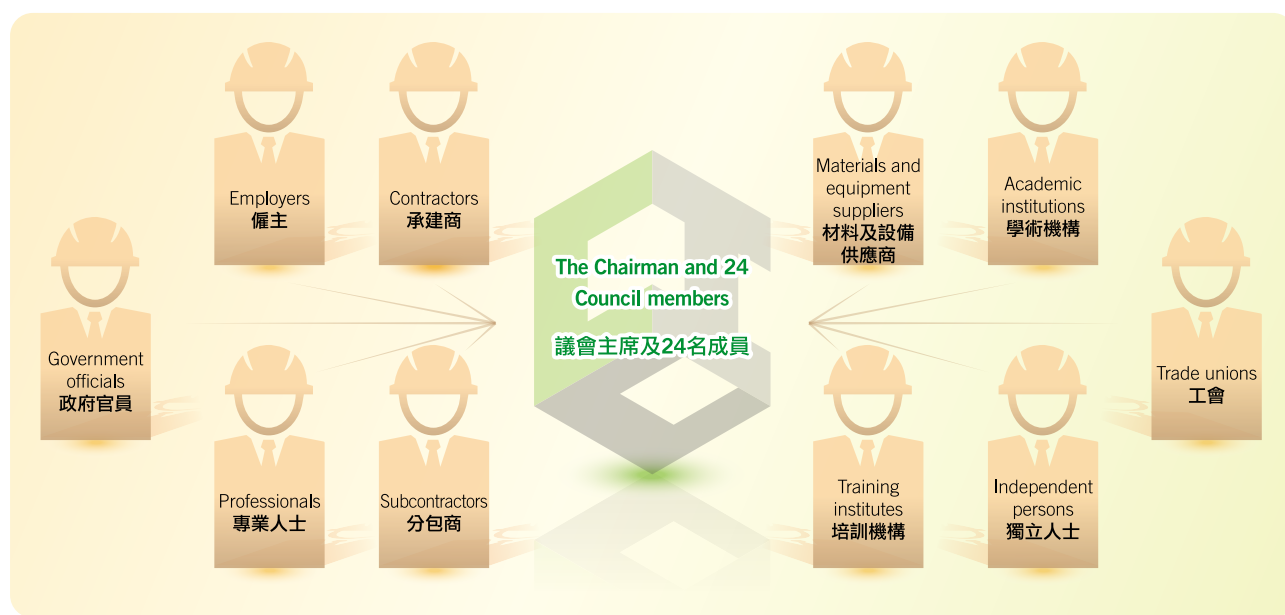 Employers
僱主
Contractors
承建商
Materials and
equipment
suppliers
材料及設備
供應商
Academic
institutions
學術機構
The Chairman and 24
Council members
議會主席及24名成員
Government
officials
政府官員
Trade unions
工會
Professionals
專業人士
Subcontractors
分包商
Training
institutes
培訓機構
Independent
persons
獨立人士